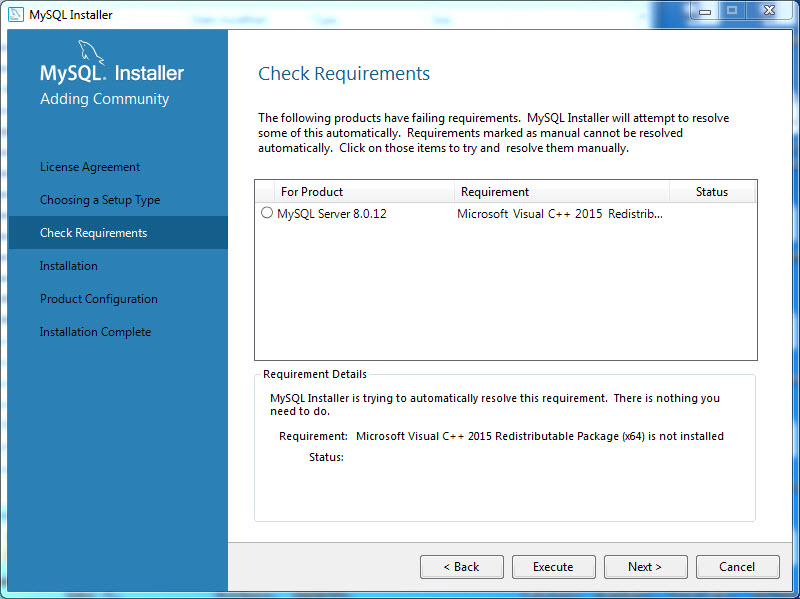 MySQL Installer
MySQL. Installer
Adding Community
License Agreement
Choosing a Setup Type
Check Requirements
Installation
Product Configuration
Installation Complete
Check Requirements
The following products have failing requirements.  MySQL Installer will attempt to resolve
some of this automatically.  Requirements marked as manual cannot be resolved
automatically.  Click on those items to try and  resolve them manually.
For Product Requirement Status
MySQL Server 8.0.12 Microsoft Visual C++ 2015 Redistrib...
Requirement Details
MySQL Installer is trying to automatically resolve this requirement.  There is nothing you
need to do.
Requirement: Microsoft Visual C++ 2015 Redistributable Package (x64) is not installed
Status:
< Back Execute Next > Cancel